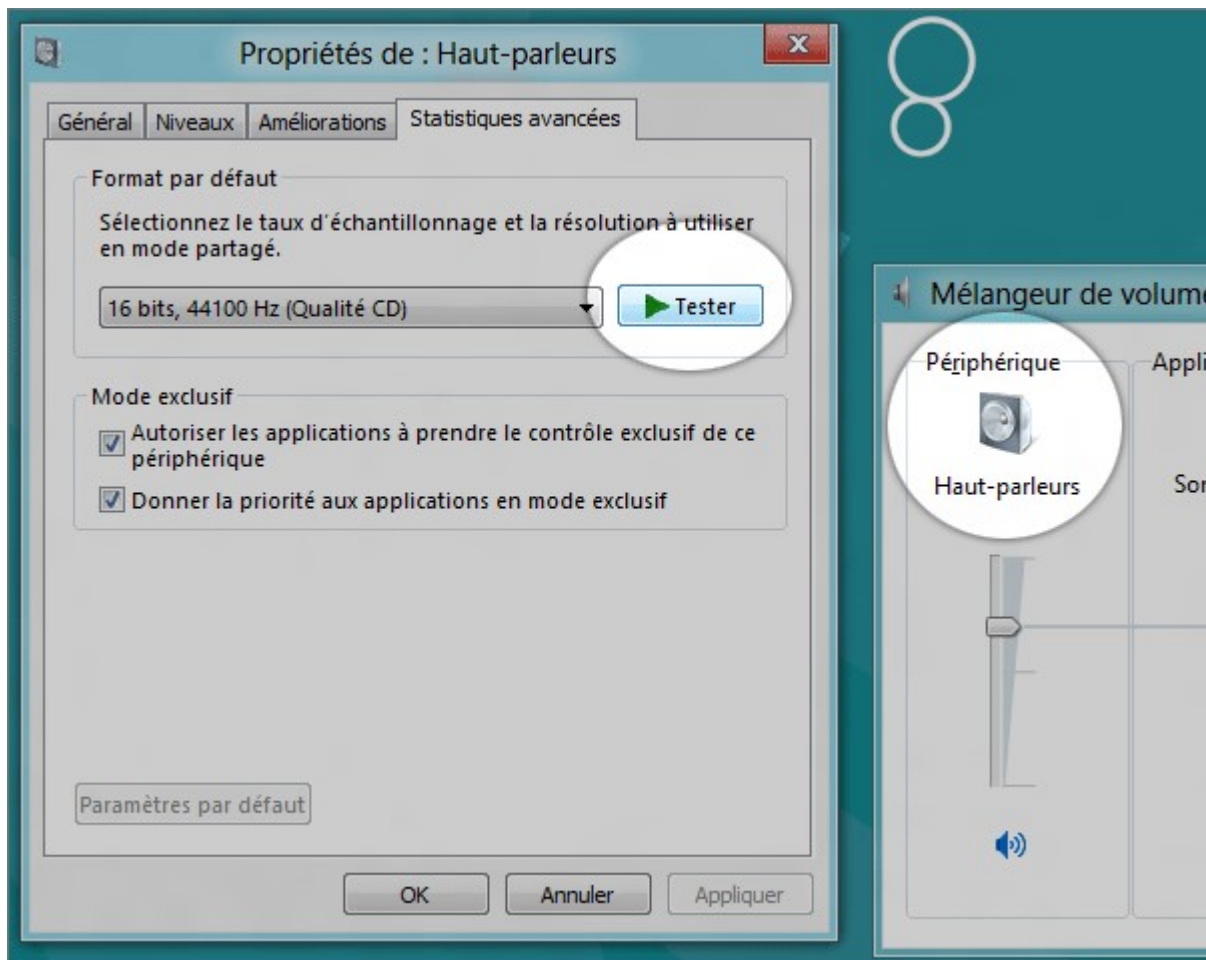 Propriétés de : Haut-parleurs
Général Niveaux Améliorations Statistiques avancées
Format par défaut
Sélectionnez le taux d'échantillonnage et la résolution à utiliser
en mode partagé.
16 bits, 44100 Hz (Qualité CD)
Tester
Mode exclusif
Autoriser les applications à prendre le contrôle exclusif de ce
périphérique
Donner la priorité aux applications en mode exclusif
Paramètres par défaut
OK Annuler Appliquer
Mélangeur de volume
Périphérique
Appli
Haut-parleurs
Son